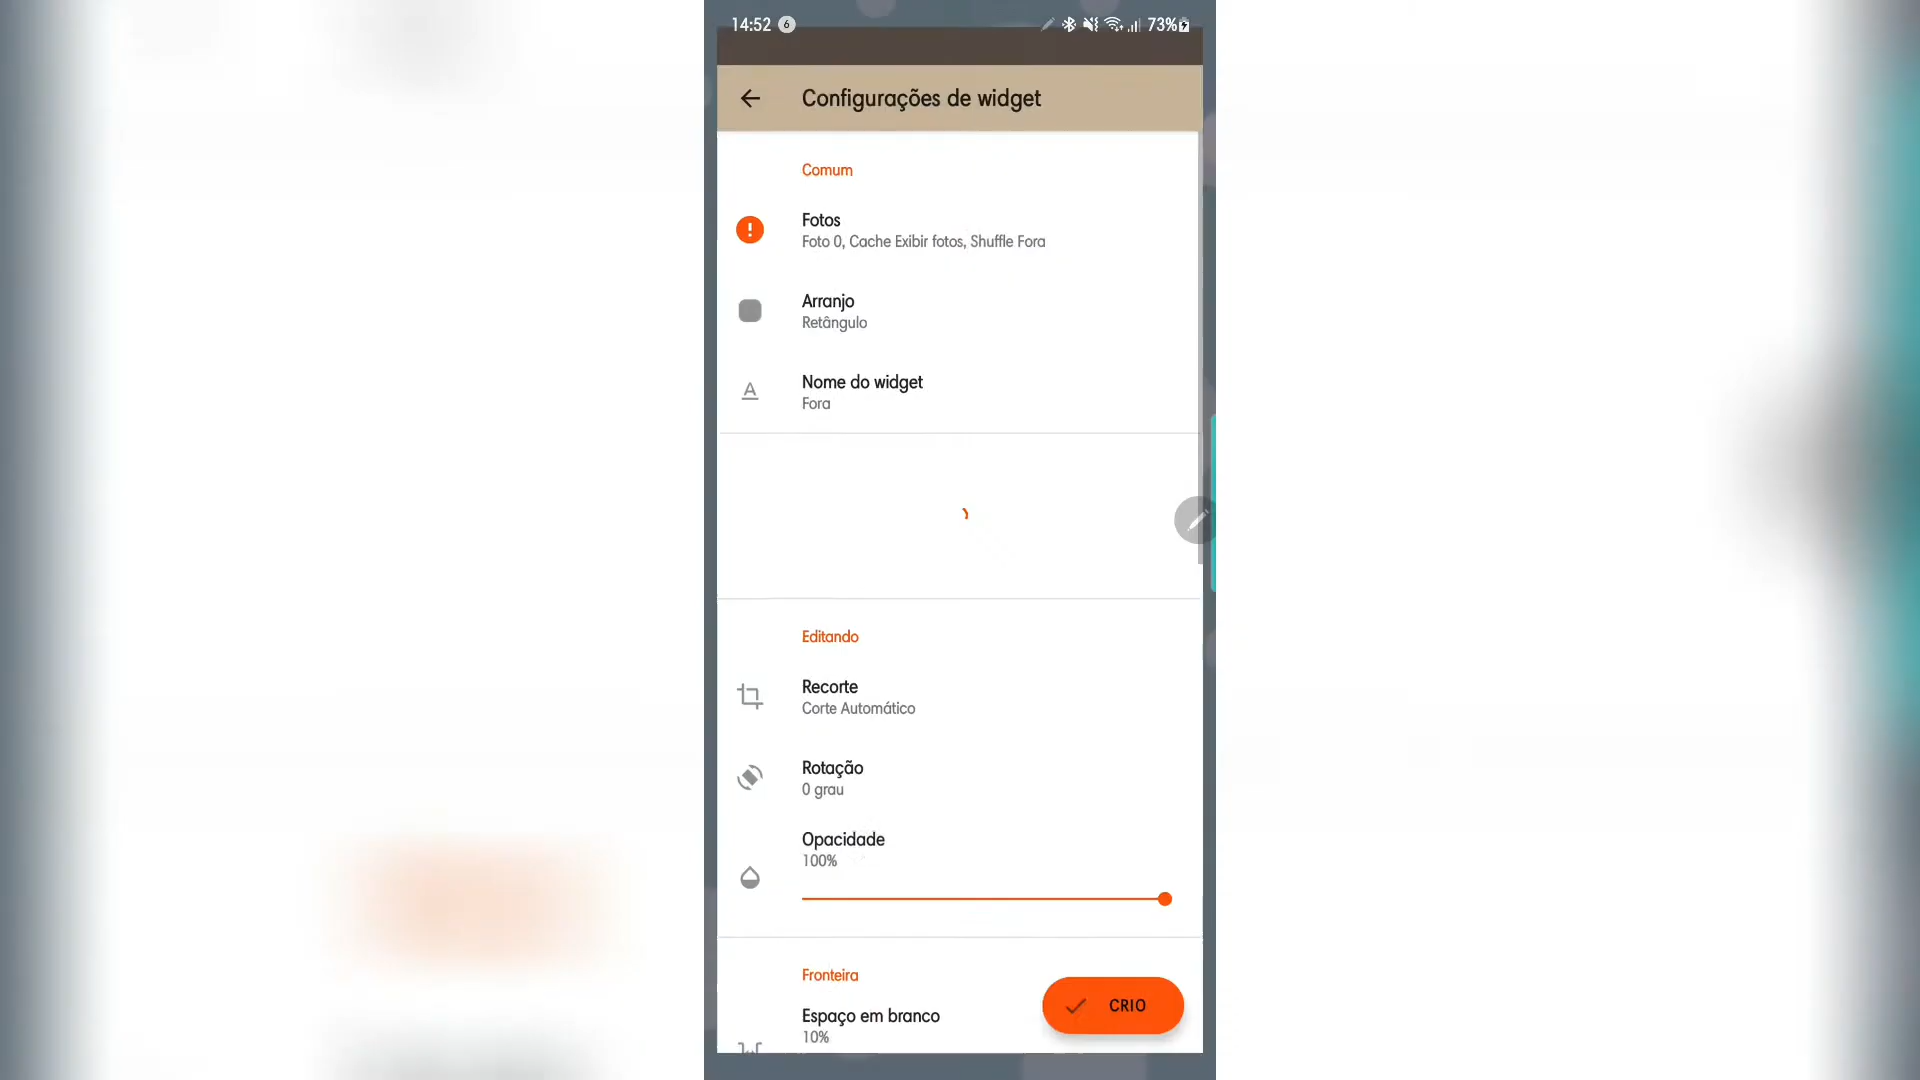 14:52 6 73%
Configurações de widget
Comum
Fotos
Foto 0, Cache Exibir fotos, Shuffle Fora
Arranjo
Retângulo
Nome do widget
Fora
Editando
Recorte
Corte Automático
Rotação
0 grau
Opacidade
100%
Fronteira
Espaço em branco
10%
CRIO